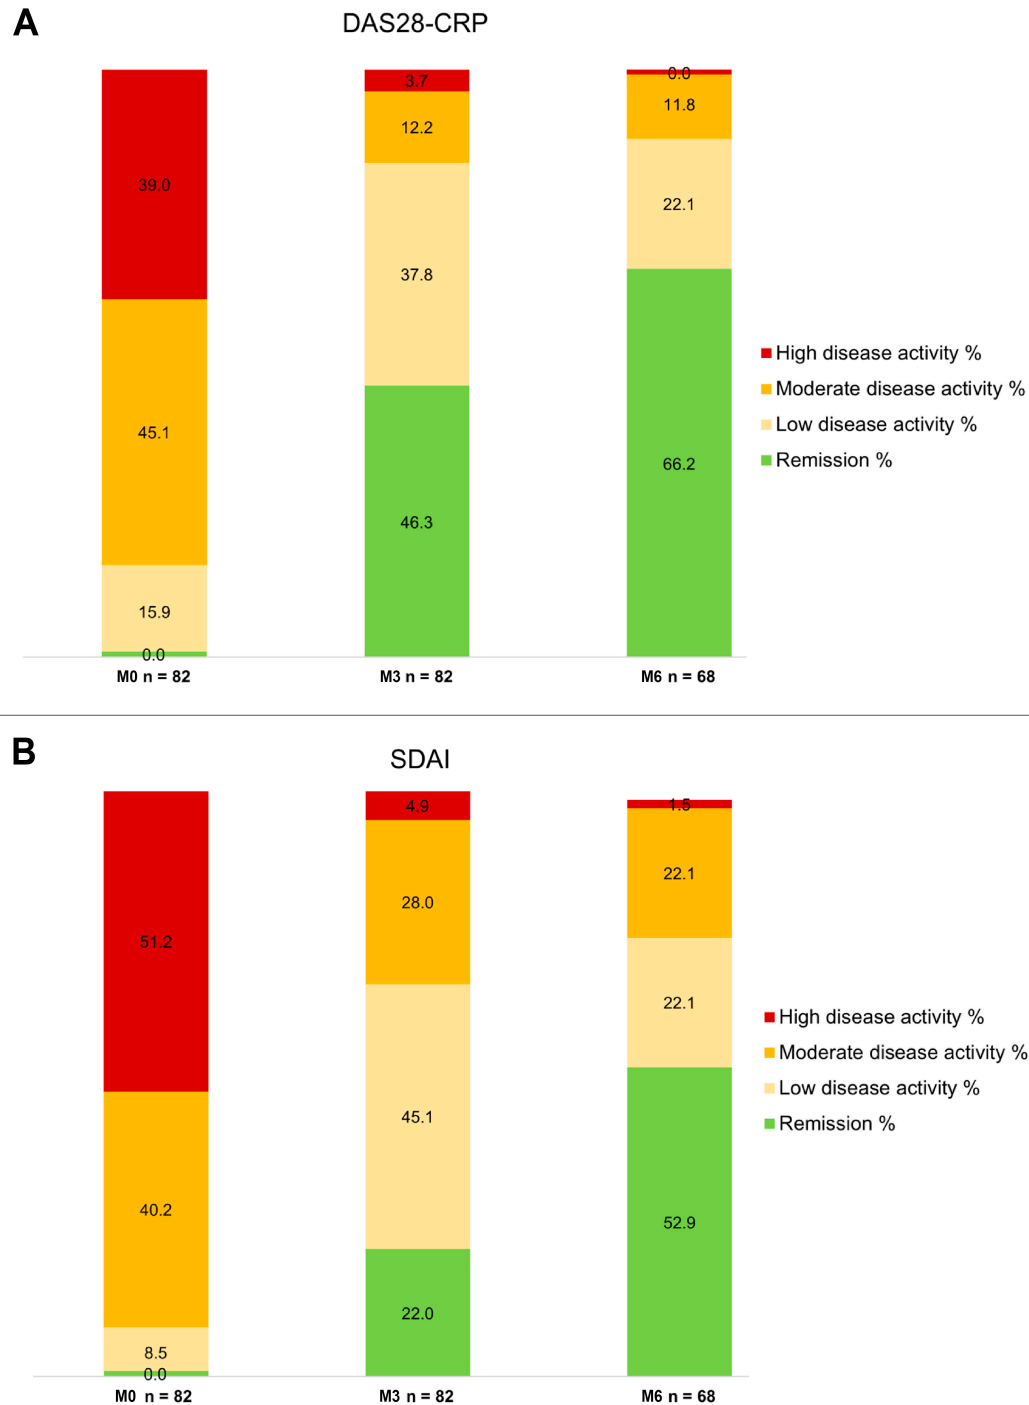 A
DAS28-CRP
39.0
45.1
15.9
0.0
3.7
12.2
37.8
46.3
0.0
11.8
22.1
66.2
High disease activity %
Moderate disease activity %
Low disease activity %
Remission %
M0 n = 82
M3 n = 82
M6 n = 68
B
SDAI
51.2
40.2
8.5
0.0
4.9
28.0
45.1
22.0
1.5
22.1
22.1
52.9
High disease activity %
Moderate disease activity %
Low disease activity %
Remission %
M0 n = 82
M3 n = 82
M6 n = 68